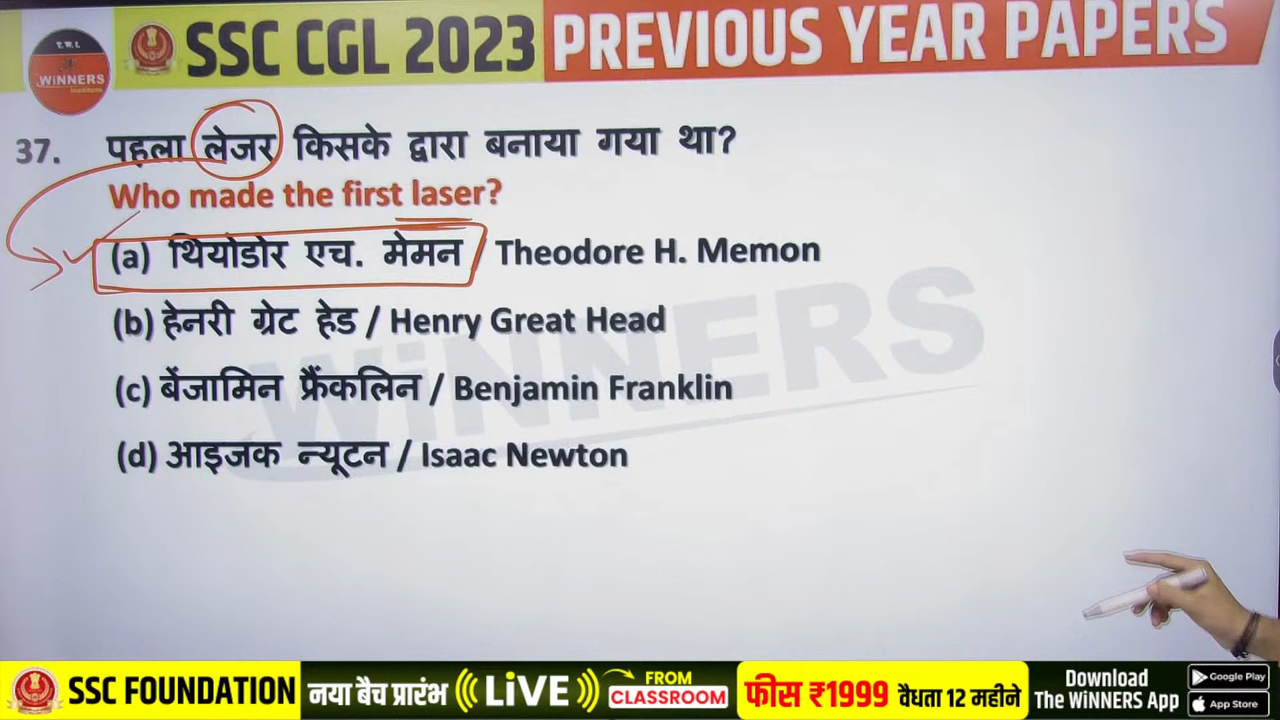 SSC CGL 2023 PREVIOUS YEAR PAPERS
ए.स.I.
WiNNERS
Institute
37. पहला लेजर किसके द्वारा बनाया गया था?
Who made the first laser?
(a) थियोडोर एच. मेमन / Theodore H. Memon
(b) हेनरी ग्रेट हेड / Henry Great Head
(c) बेंजामिन फ्रैंकलिन / Benjamin Franklin
(d) आइजक न्यूटन / Isaac Newton
WiNNERS
SSC FOUNDATION नया बैच प्रारंभ LiVE FROM CLASSROOM फीस ₹1999 वैधता 12 महीने Download The WiNNERS App Google Play App Store